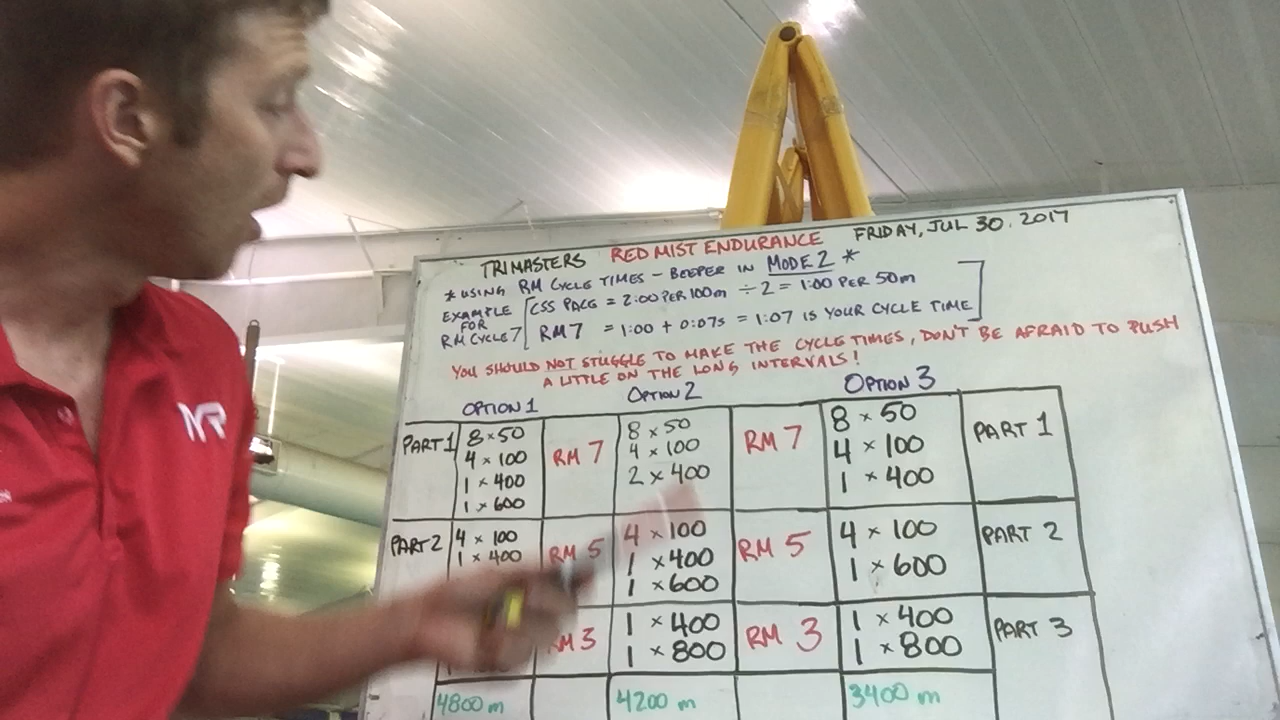 TRIMASTERS RED MIST ENDURANCE FRIDAY, JUL 30. 2017
* USING RM CYCLE TIMES - BEEPER IN MODE 2 *
EXAMPLE FOR RM CYCLE 7
CSS PACE = 2:00 PER 100m ÷ 2 = 1:00 PER 50m
RM7 = 1:00 + 0:07s = 1:07 IS YOUR CYCLE TIME
YOU SHOULD NOT STUGGLE TO MAKE THE CYCLE TIMES, DON'T BE AFRAID TO PUSH
A LITTLE ON THE LONG INTERVALS!
OPTION 1 OPTION 2 OPTION 3
PART 1
8 × 50
4 × 100
1 × 400
1 × 600
RM 7
8 × 50
4 × 100
2 × 400
RM 7
8 × 50
4 × 100
1 × 400
PART 1
PART 2
4 × 100
1 × 400
RM 5
4 × 100
1 × 400
1 × 600
RM 5
4 × 100
1 × 600
PART 2
RM 3
1 × 400
1 × 800
RM 3
1 × 400
1 × 800
PART 3
4800 m 4200 m 3400 m